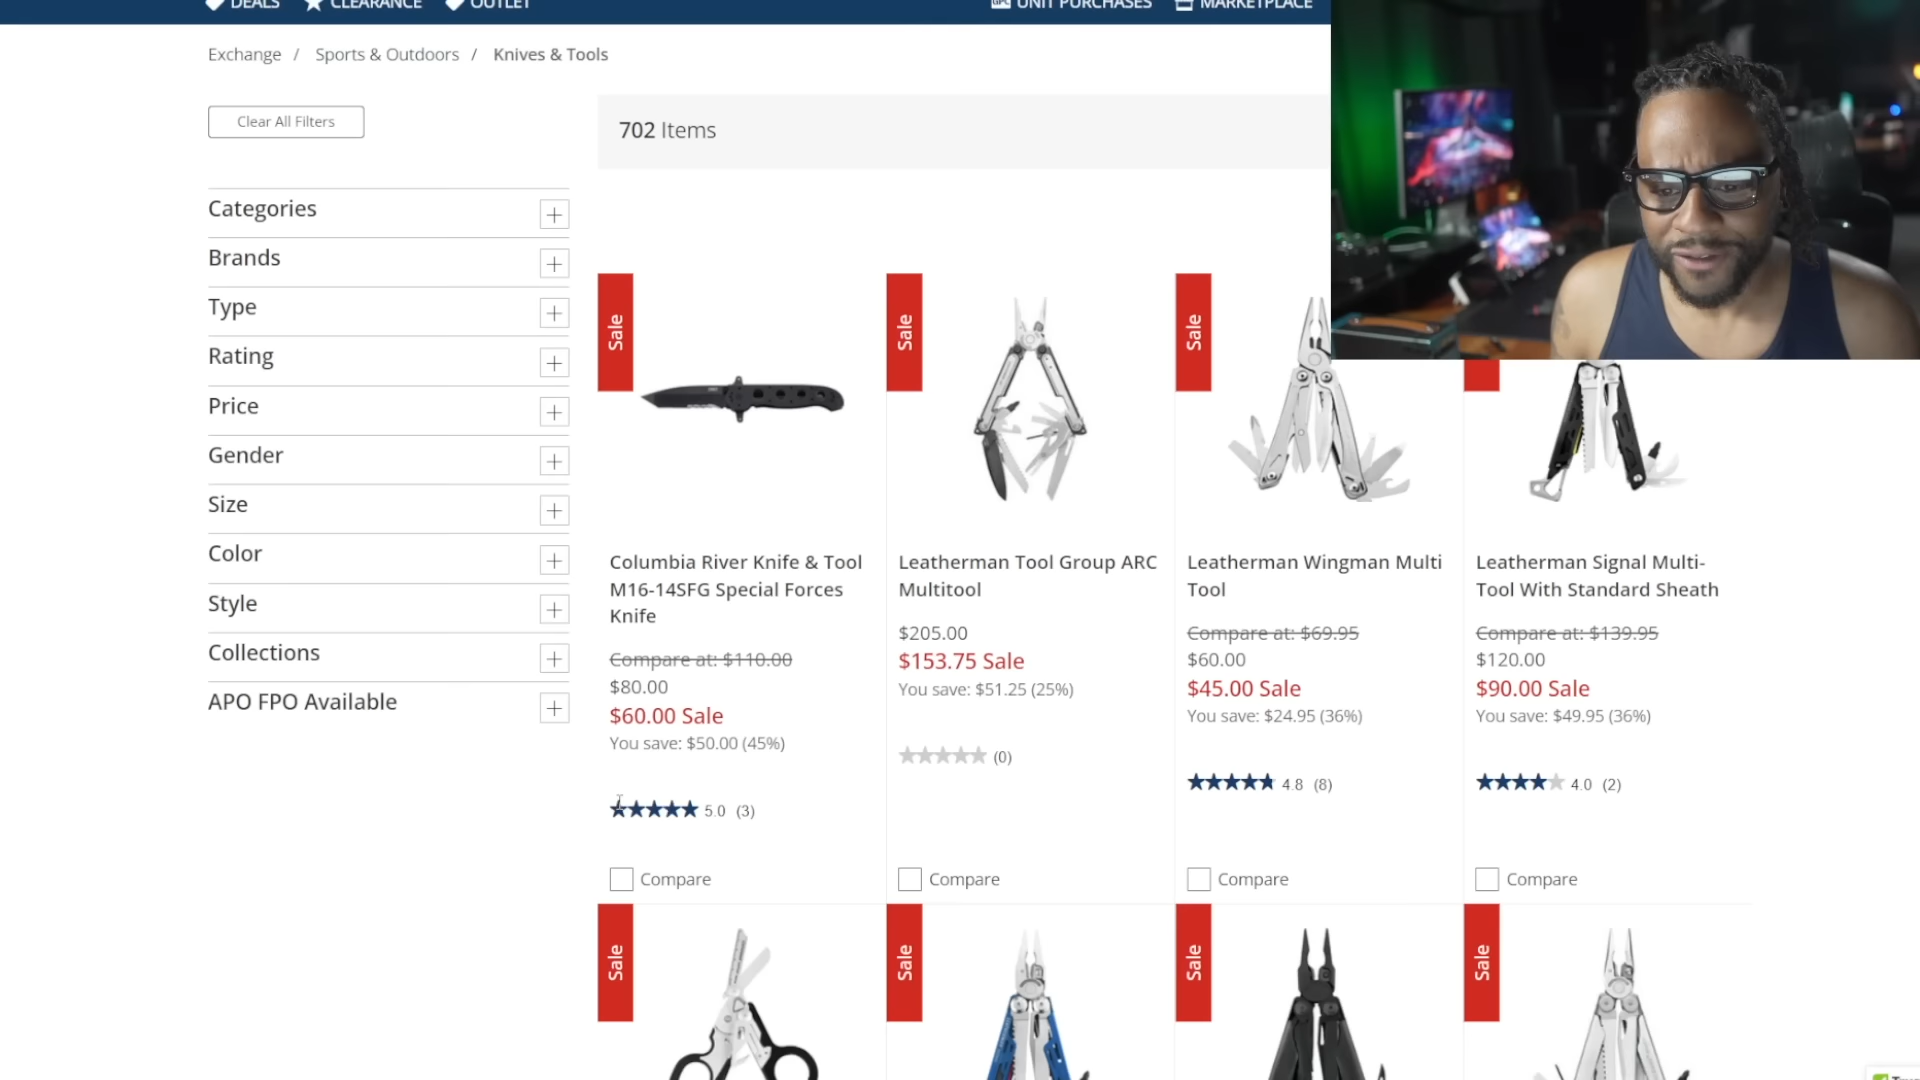 DEALS CLEARANCE OUTLET UNIT PURCHASES MARKETPLACE
Exchange / Sports & Outdoors / Knives & Tools
Clear All Filters
702 Items
Categories
Brands
Type
Rating
Price
Gender
Size
Color
Style
Collections
APO FPO Available
Sale
Columbia River Knife & Tool
M16-14SFG Special Forces
Knife
Compare at: $110.00
$80.00
$60.00 Sale
You save: $50.00 (45%)
5.0 (3)
Compare
Sale
Leatherman Tool Group ARC
Multitool
$205.00
$153.75 Sale
You save: $51.25 (25%)
(0)
Compare
Sale
Leatherman Wingman Multi
Tool
Compare at: $69.95
$60.00
$45.00 Sale
You save: $24.95 (36%)
4.8 (8)
Compare
Leatherman Signal Multi-
Tool With Standard Sheath
Compare at: $139.95
$120.00
$90.00 Sale
You save: $49.95 (36%)
4.0 (2)
Compare
Sale
Sale
Sale
Sale